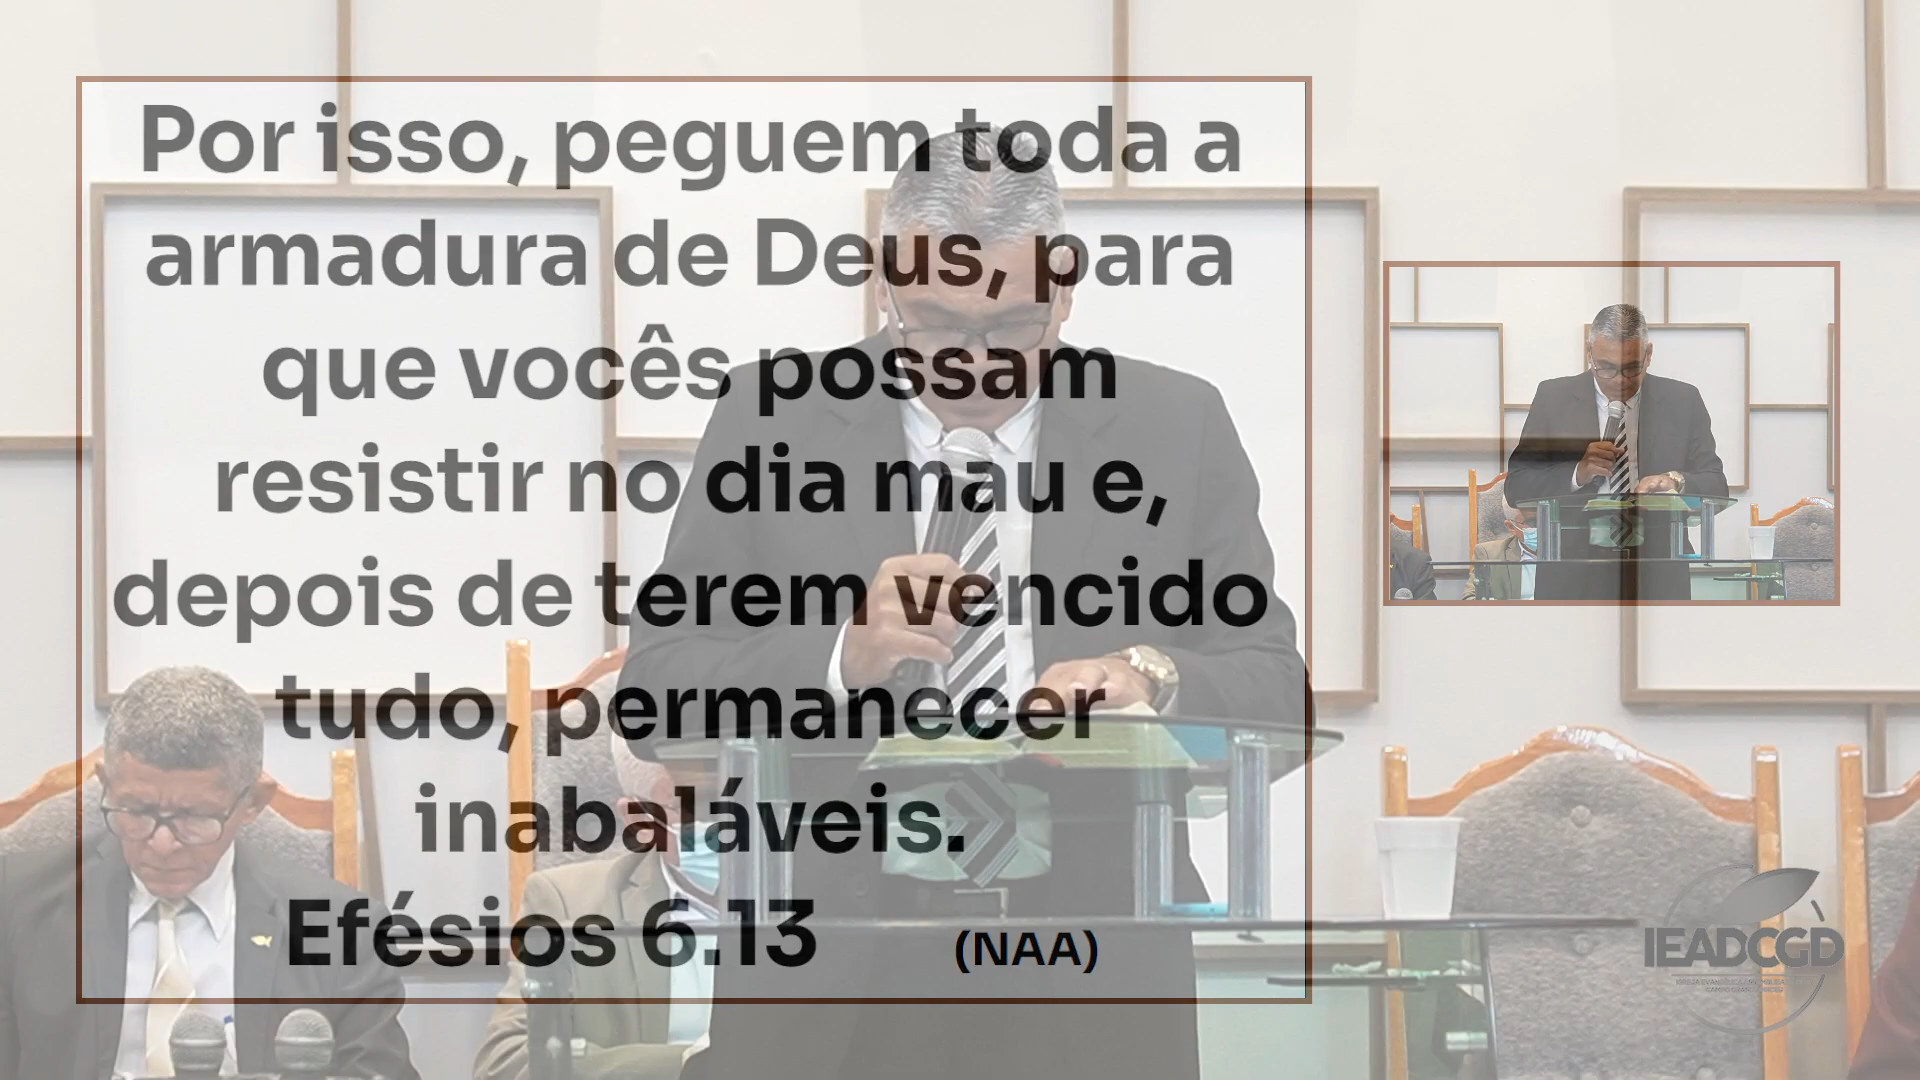 Por isso, peguem toda a
armadura de Deus, para
que vocês possam
resistir no dia mau e,
depois de terem vencido
tudo, permanecer
inabaláveis.
Efésios 6.13 (NAA)
IEADCGD